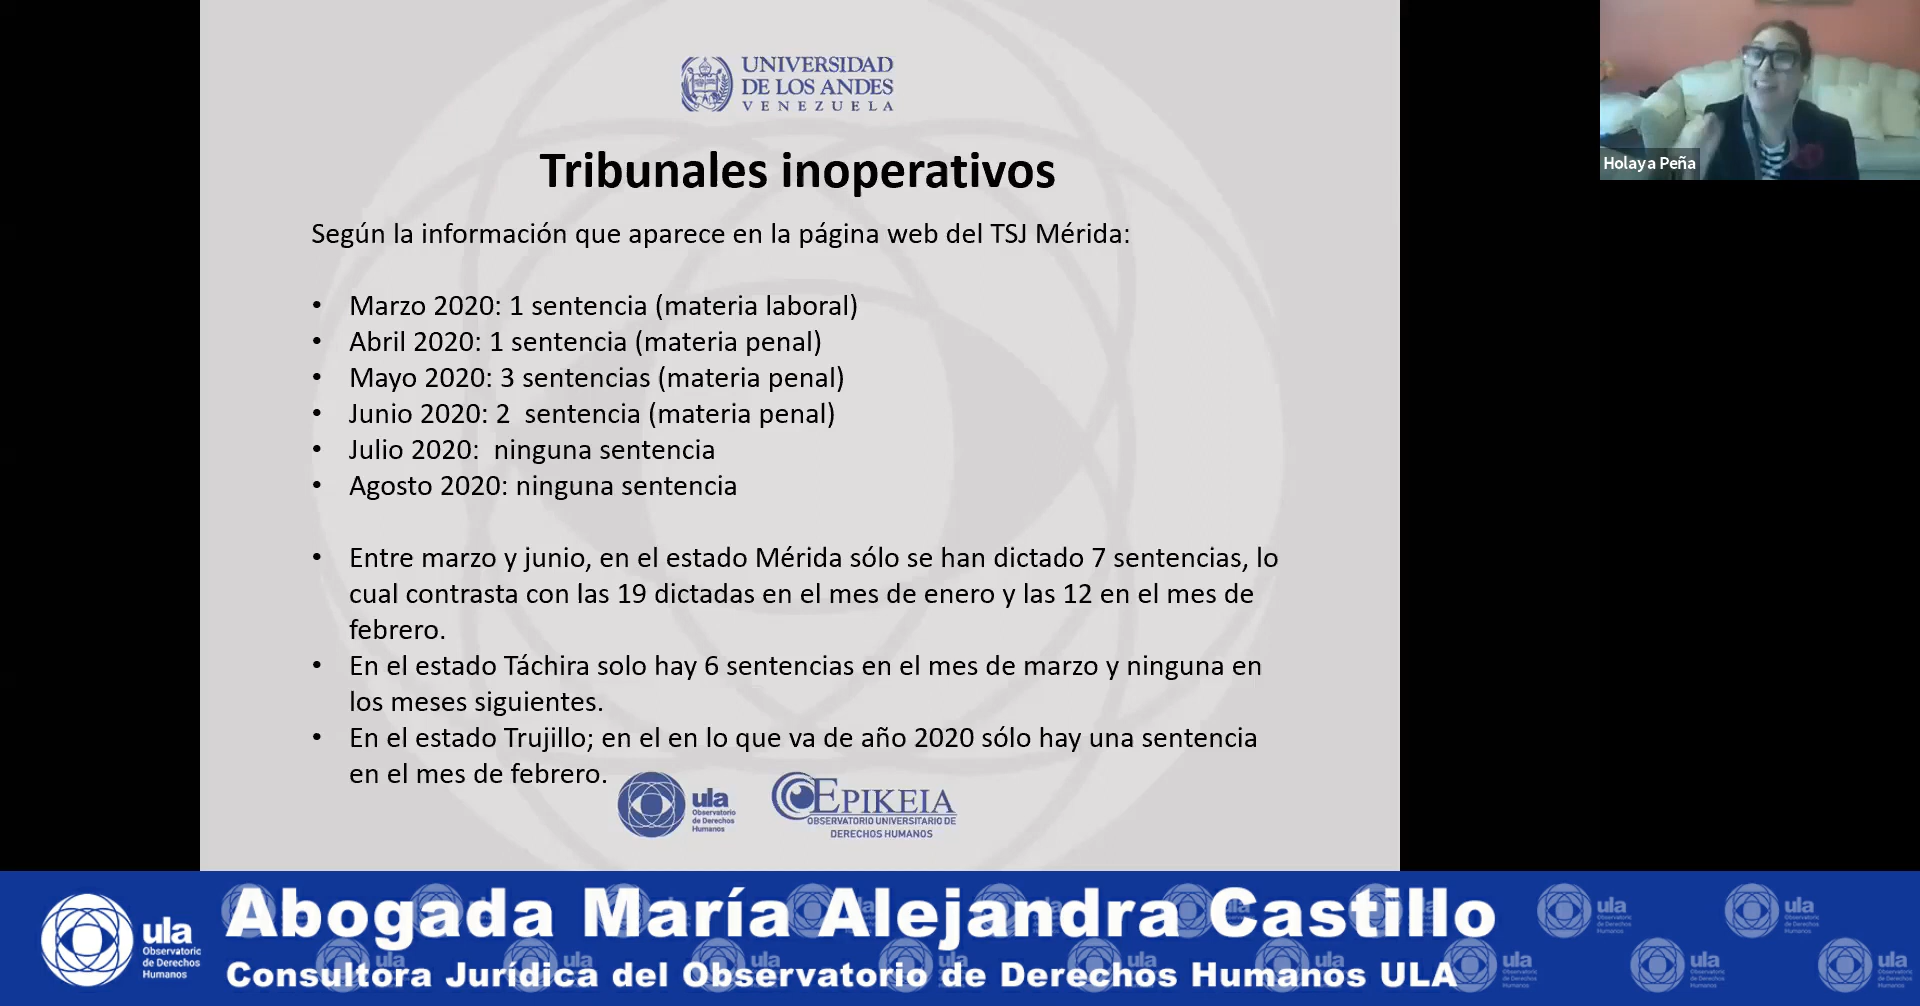 UNIVERSIDAD
DE LOS ANDES
VENEZUELA
Holaya Peña
Tribunales inoperativos
Según la información que aparece en la página web del TSJ Mérida:
• Marzo 2020: 1 sentencia (materia laboral)
• Abril 2020: 1 sentencia (materia penal)
• Mayo 2020: 3 sentencias (materia penal)
• Junio 2020: 2  sentencia (materia penal)
• Julio 2020:  ninguna sentencia
• Agosto 2020: ninguna sentencia
• Entre marzo y junio, en el estado Mérida sólo se han dictado 7 sentencias, lo
cual contrasta con las 19 dictadas en el mes de enero y las 12 en el mes de
febrero.
• En el estado Táchira solo hay 6 sentencias en el mes de marzo y ninguna en
los meses siguientes.
• En el estado Trujillo; en el en lo que va de año 2020 sólo hay una sentencia
en el mes de febrero.
ula
Observatorio
de Derechos
Humanos
EPIKEIA
OBSERVATORIO UNIVERSITARIO DE
DERECHOS HUMANOS
ula
Observatorio
de Derechos
Humanos
Abogada María Alejandra Castillo
Consultora Jurídica del Observatorio de Derechos Humanos ULA